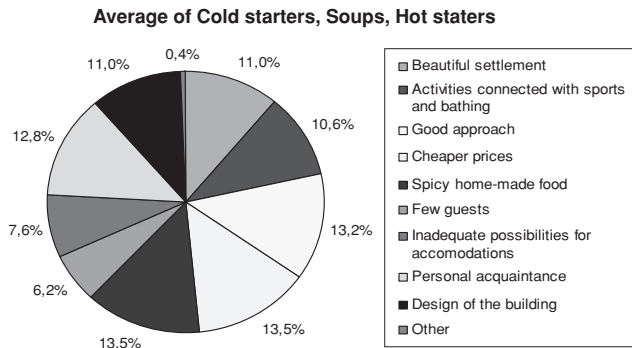 Average of Cold starters, Soups, Hot staters
11,0%
0,4%
11,0%
10,6%
13,2%
13,5%
13,5%
6,2%
7,6%
12,8%
Beautiful settlement
Activities connected with sports
and bathing
Good approach
Cheaper prices
Spicy home-made food
Few guests
Inadequate possibilities for
accomodations
Personal acquaintance
Design of the building
Other